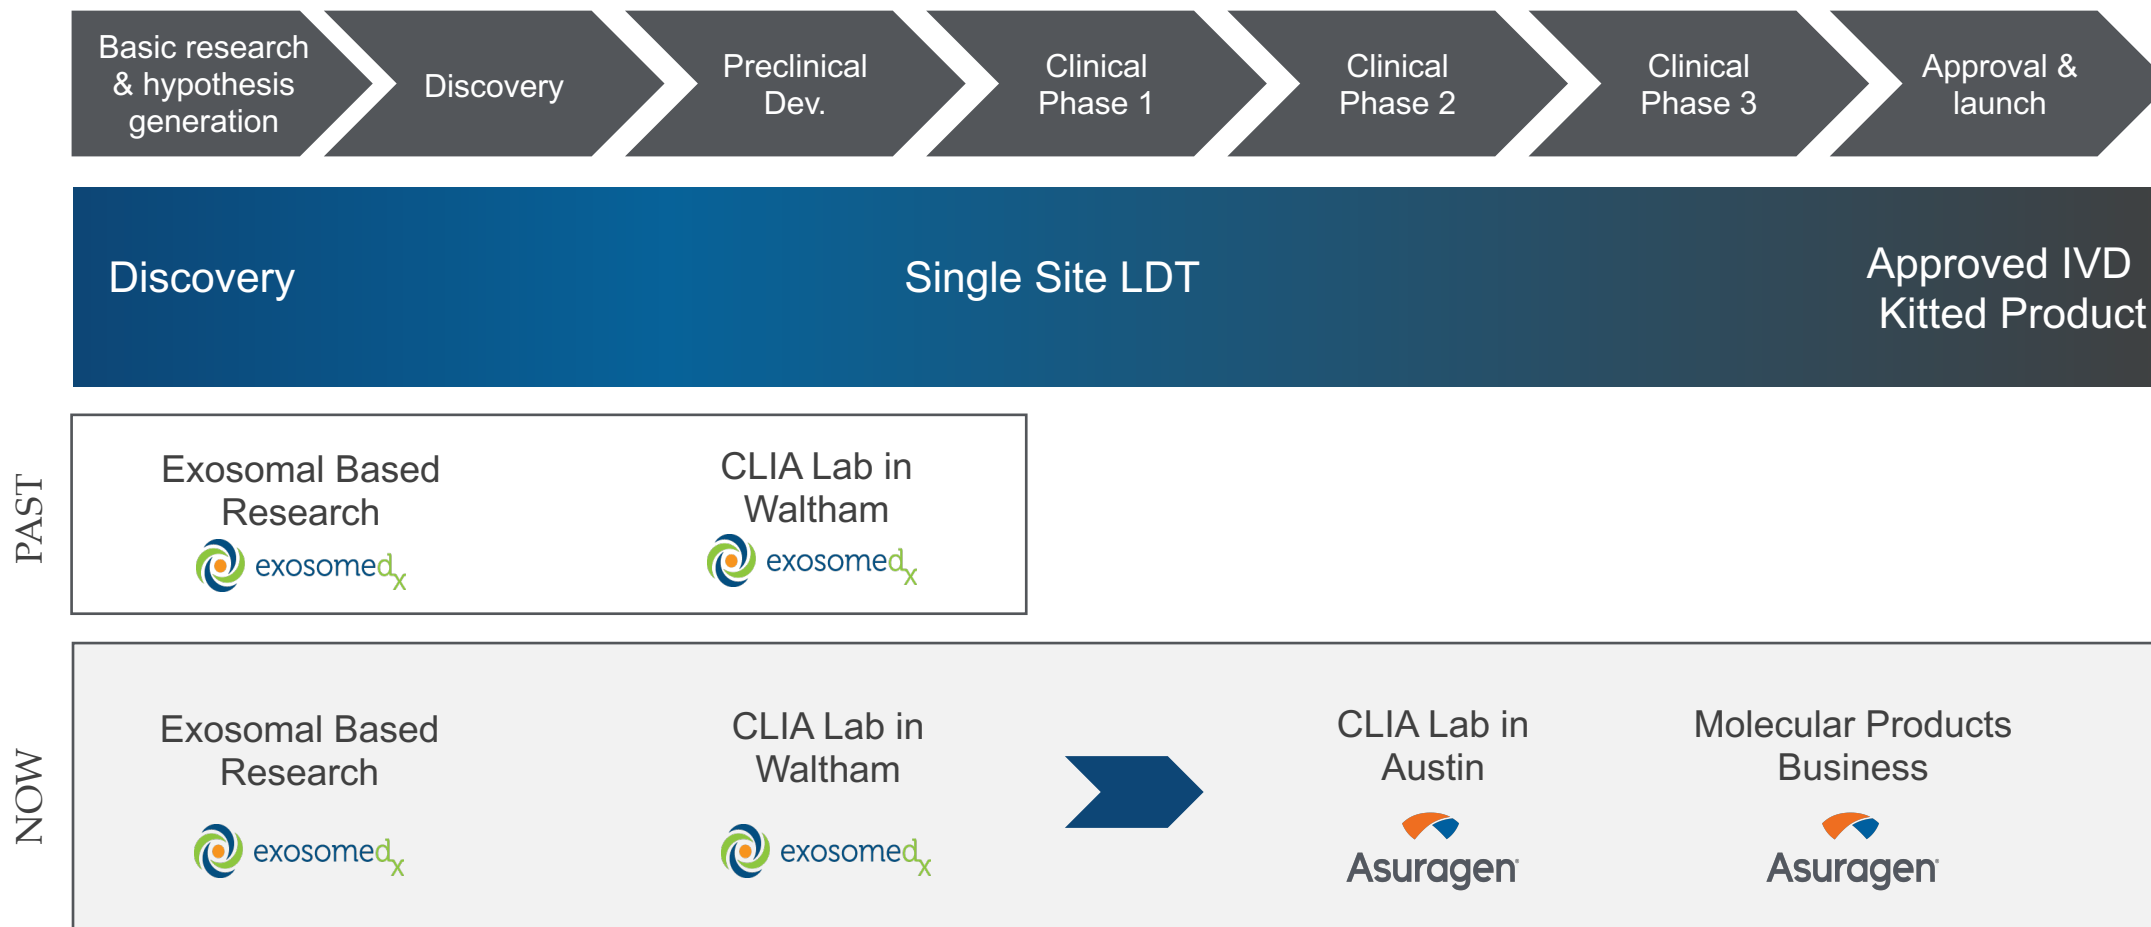 Basic research
& hypothesis
generation
Discovery
Preclinical
Dev.
Clinical
Phase 1
Clinical
Phase 2
Clinical
Phase 3
Approval &
launch
Discovery
Single Site LDT
Approved IVD
Kitted Product
PAST
Exosomal Based
Research
exosomedx
CLIA Lab in
Waltham
exosomedx
NOW
Exosomal Based
Research
exosomedx
CLIA Lab in
Waltham
exosomedx
CLIA Lab in
Austin
Asuragen
Molecular Products
Business
Asuragen